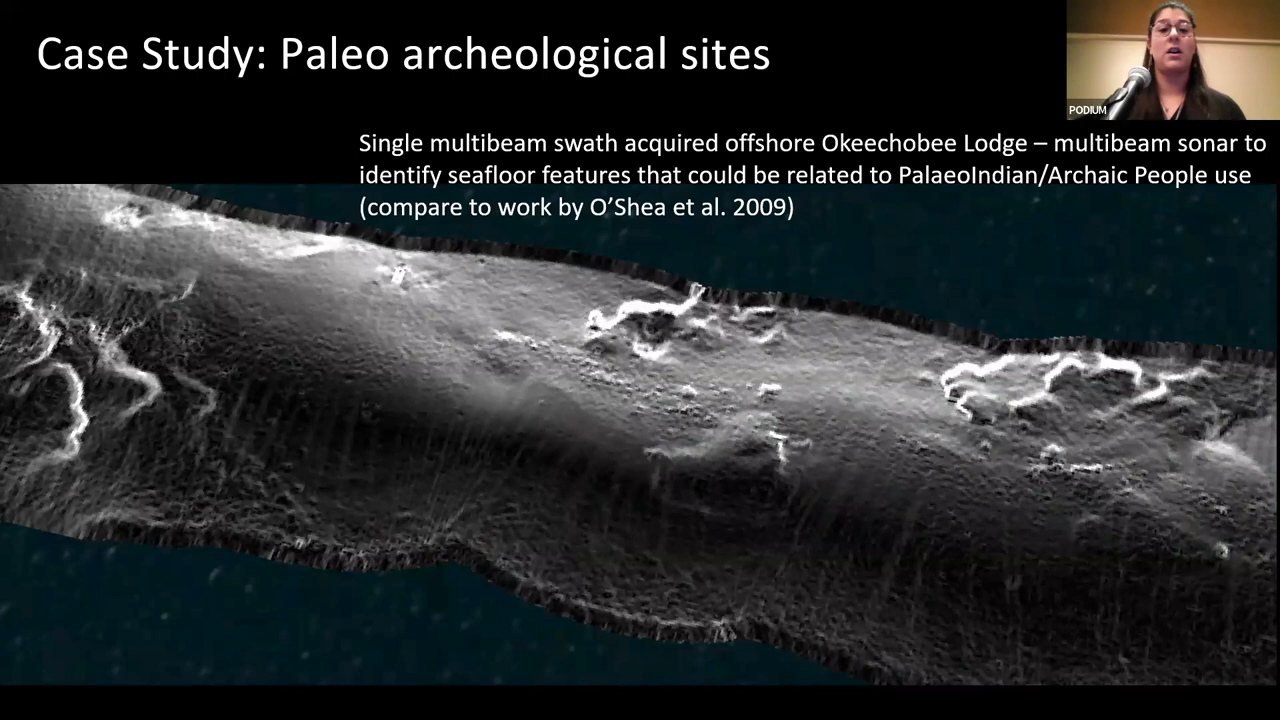 Case Study: Paleo archeological sites
PODIUM
Single multibeam swath acquired offshore Okeechobee Lodge – multibeam sonar to
identify seafloor features that could be related to PalaeoIndian/Archaic People use
(compare to work by O’Shea et al. 2009)